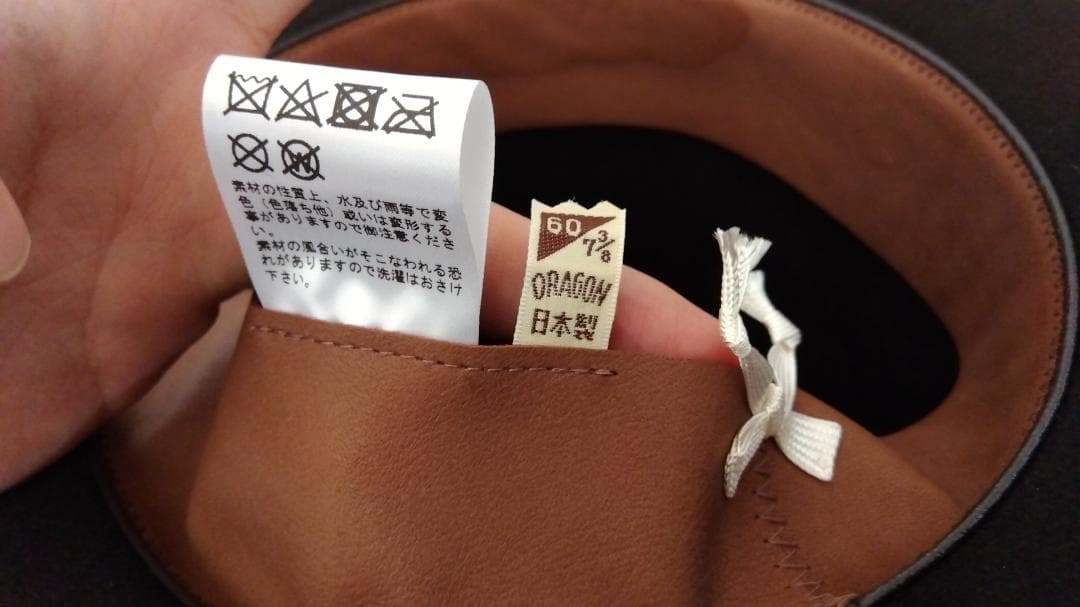 W
素材の性質上、水及び雨等で変
色（色落ち他）或いは変形する
事がありますので御注意くださ
い。
素材の風合いがそこなわれる恐
れがありますので洗濯はおさけ
下さい。
60
7 3/8
DRAGON
日本製